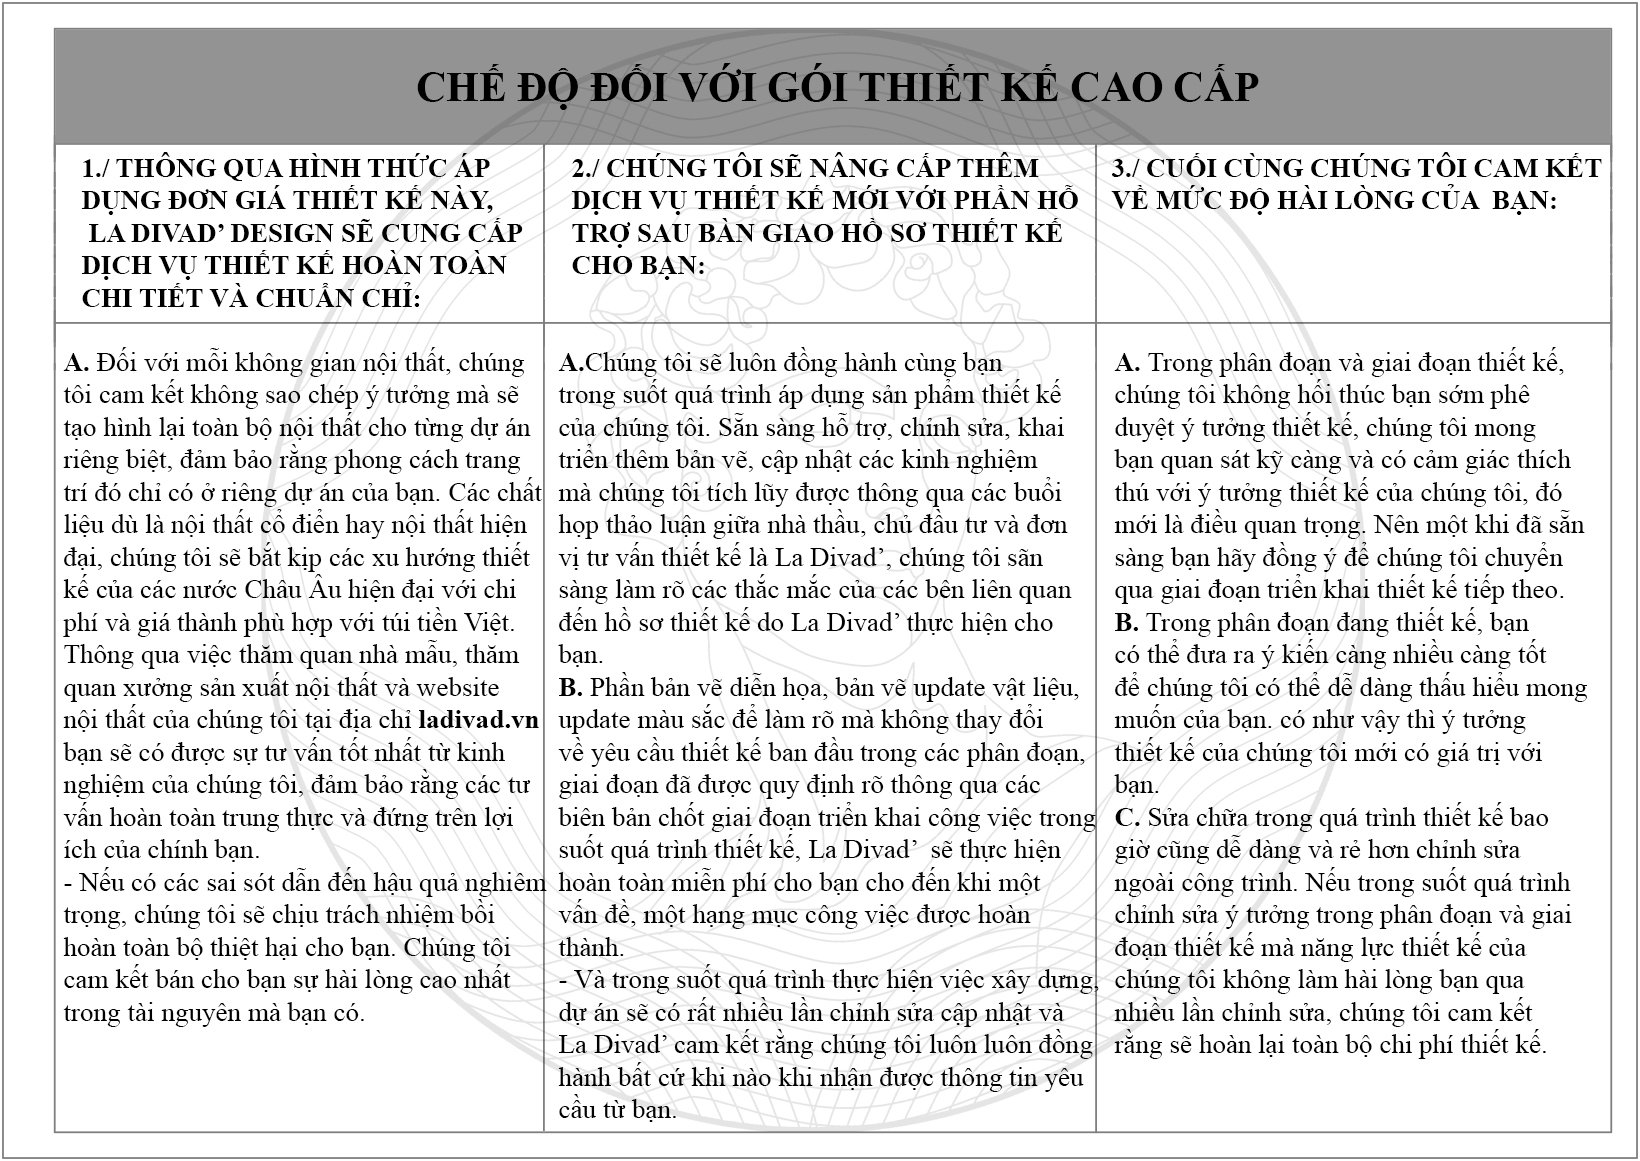 CHẾ ĐỘ ĐỐI VỚI GÓI THIẾT KẾ CAO CẤP
1./ THÔNG QUA HÌNH THỨC ÁP
DỤNG ĐƠN GIÁ THIẾT KẾ NÀY,
LA DIVAD’ DESIGN SẼ CUNG CẤP
DỊCH VỤ THIẾT KẾ HOÀN TOÀN
CHI TIẾT VÀ CHUẨN CHỈ:
2./ CHÚNG TÔI SẼ NÂNG CẤP THÊM
DỊCH VỤ THIẾT KẾ MỚI VỚI PHẦN HỖ
TRỢ SAU BÀN GIAO HỒ SƠ THIẾT KẾ
CHO BẠN:
3./ CUỐI CÙNG CHÚNG TÔI CAM KẾT
VỀ MỨC ĐỘ HÀI LÒNG CỦA BẠN:
A. Đối với mỗi không gian nội thất, chúng
tôi cam kết không sao chép ý tưởng mà sẽ
tạo hình lại toàn bộ nội thất cho từng dự án
riêng biệt, đảm bảo rằng phong cách trang
trí đó chỉ có ở riêng dự án của bạn. Các chất
liệu dù là nội thất cổ điển hay nội thất hiện
đại, chúng tôi sẽ bắt kịp các xu hướng thiết
kế của các nước Châu Âu hiện đại với chi
phí và giá thành phù hợp với túi tiền Việt.
Thông qua việc thăm quan nhà mẫu, thăm
quan xưởng sản xuất nội thất và website
nội thất của chúng tôi tại địa chỉ ladivad.vn
bạn sẽ có được sự tư vấn tốt nhất từ kinh
nghiệm của chúng tôi, đảm bảo rằng các tư
vấn hoàn toàn trung thực và đứng trên lợi
ích của chính bạn.
- Nếu có các sai sót dẫn đến hậu quả nghiêm
trọng, chúng tôi sẽ chịu trách nhiệm bồi
hoàn toàn bộ thiệt hại cho bạn. Chúng tôi
cam kết bán cho bạn sự hài lòng cao nhất
trong tài nguyên mà bạn có.
A.Chúng tôi sẽ luôn đồng hành cùng bạn
trong suốt quá trình áp dụng sản phẩm thiết kế
của chúng tôi. Sẵn sàng hỗ trợ, chỉnh sửa, khai
triển thêm bản vẽ, cập nhật các kinh nghiệm
mà chúng tôi tích lũy được thông qua các buổi
họp thảo luận giữa nhà thầu, chủ đầu tư và đơn
vị tư vấn thiết kế là La Divad’, chúng tôi sãn
sàng làm rõ các thắc mắc của các bên liên quan
đến hồ sơ thiết kế do La Divad’ thực hiện cho
bạn.
B. Phần bản vẽ diễn họa, bản vẽ update vật liệu,
update màu sắc để làm rõ mà không thay đổi
về yêu cầu thiết kế ban đầu trong các phân đoạn,
giai đoạn đã được quy định rõ thông qua các
biên bản chốt giai đoạn triển khai công việc trong
suốt quá trình thiết kế, La Divad’ sẽ thực hiện
hoàn toàn miễn phí cho bạn cho đến khi một
vấn đề, một hạng mục công việc được hoàn
thành.
- Và trong suốt quá trình thực hiện việc xây dựng,
dự án sẽ có rất nhiều lần chỉnh sửa cập nhật và
La Divad’ cam kết rằng chúng tôi luôn luôn đồng
hành bất cứ khi nào khi nhận được thông tin yêu
cầu từ bạn.
A. Trong phân đoạn và giai đoạn thiết kế,
chúng tôi không hối thúc bạn sớm phê
duyệt ý tưởng thiết kế, chúng tôi mong
bạn quan sát kỹ càng và có cảm giác thích
thú với ý tưởng thiết kế của chúng tôi, đó
mới là điều quan trọng. Nên một khi đã sẵn
sàng bạn hãy đồng ý để chúng tôi chuyển
qua giai đoạn triển khai thiết kế tiếp theo.
B. Trong phân đoạn đang thiết kế, bạn
có thể đưa ra ý kiến càng nhiều càng tốt
để chúng tôi có thể dễ dàng thấu hiểu mong
muốn của bạn. có như vậy thì ý tưởng
thiết kế của chúng tôi mới có giá trị với
bạn.
C. Sửa chữa trong quá trình thiết kế bao
giờ cũng dễ dàng và rẻ hơn chỉnh sửa
ngoài công trình. Nếu trong suốt quá trình
chỉnh sửa ý tưởng trong phân đoạn và giai
đoạn thiết kế mà năng lực thiết kế của
chúng tôi không làm hài lòng bạn qua
nhiều lần chỉnh sửa, chúng tôi cam kết
rằng sẽ hoàn lại toàn bộ chi phí thiết kế.